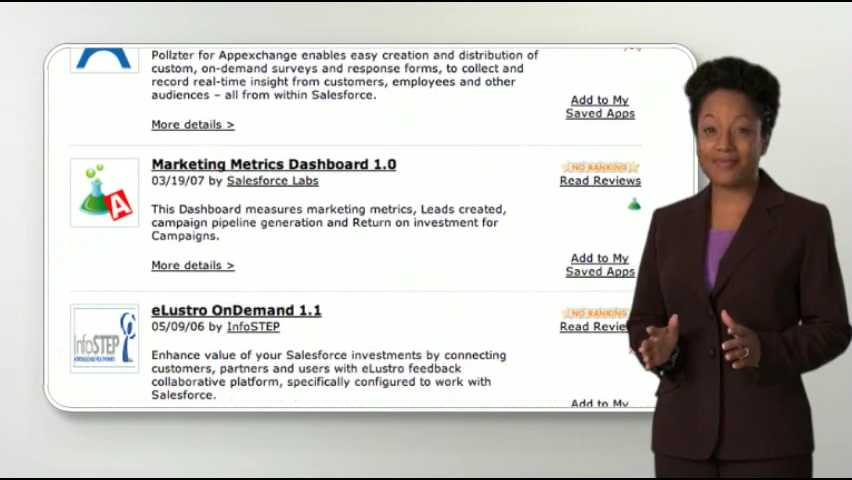 Pollzter for Appexchange enables easy creation and distribution of
custom, on-demand surveys and response forms, to collect and
record real-time insight from customers, employees and other
audiences – all from within Salesforce.
Add to My
Saved Apps
More details >
Marketing Metrics Dashboard 1.0
NO RANKING
03/19/07 by Salesforce Labs
Read Reviews
A
This Dashboard measures marketing metrics, Leads created,
campaign pipeline generation and Return on investment for
Campaigns.
Add to My
Saved Apps
More details >
eLustro OnDemand 1.1
NO RANKING
05/09/06 by InfoSTEP
Read Review
infoSTEP
Enhance value of your Salesforce investments by connecting
customers, partners and users with eLustro feedback
collaborative platform, specifically configured to work with
Salesforce.
Add to My